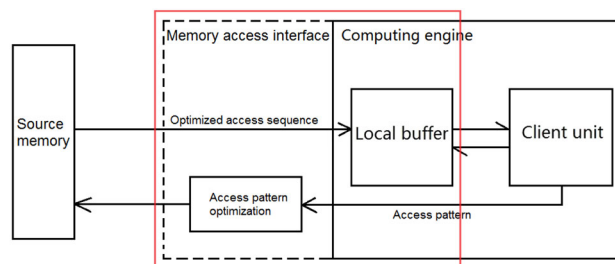 Memory access interface
Computing engine
Source
memory
Optimized access sequence
Local buffer
Client unit
Access pattern
optimization
Access pattern